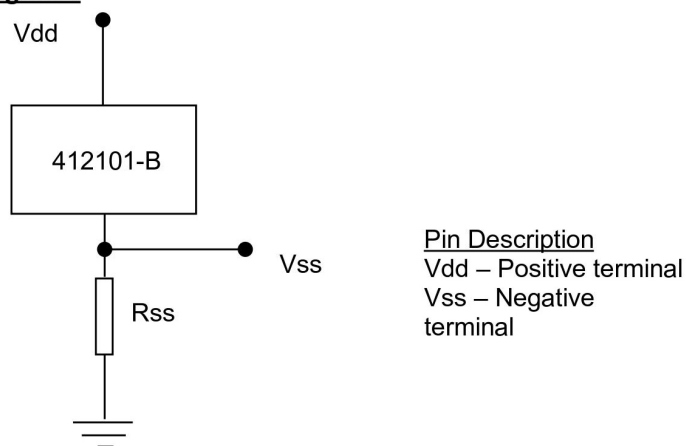 Vdd
412101-B
Vss
Rss
Pin Description
Vdd – Positive terminal
Vss – Negative
terminal